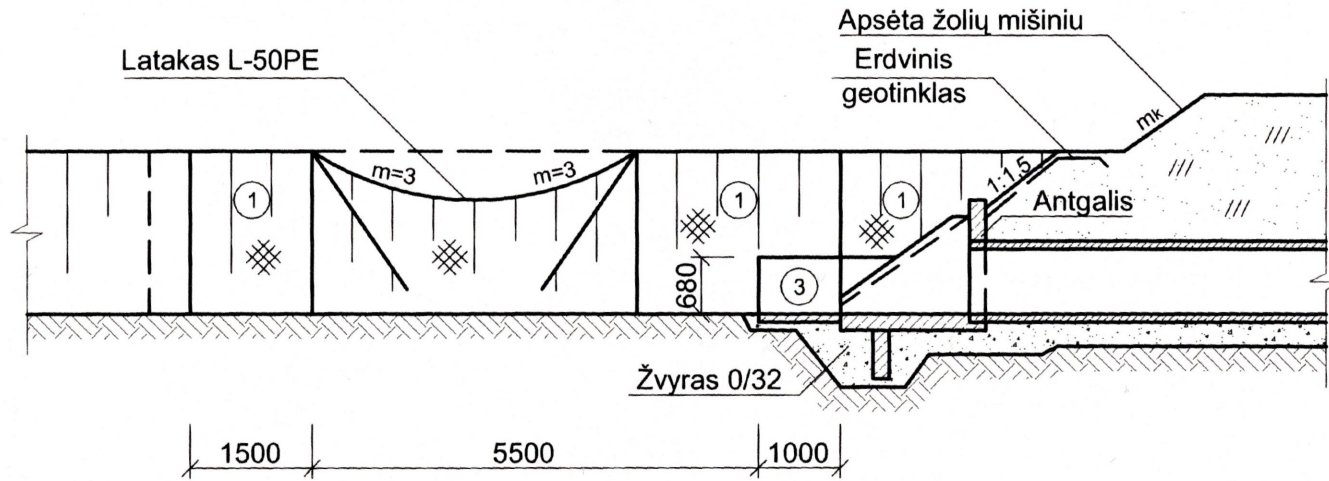 Apsėta žolių mišiniu
Latakas L-50PE
Erdvinis
geotinklas
mk
m=3
m=3
1:1,5
1
1
1
Antgalis
680
3
Žvyras 0/32
1500
5500
1000